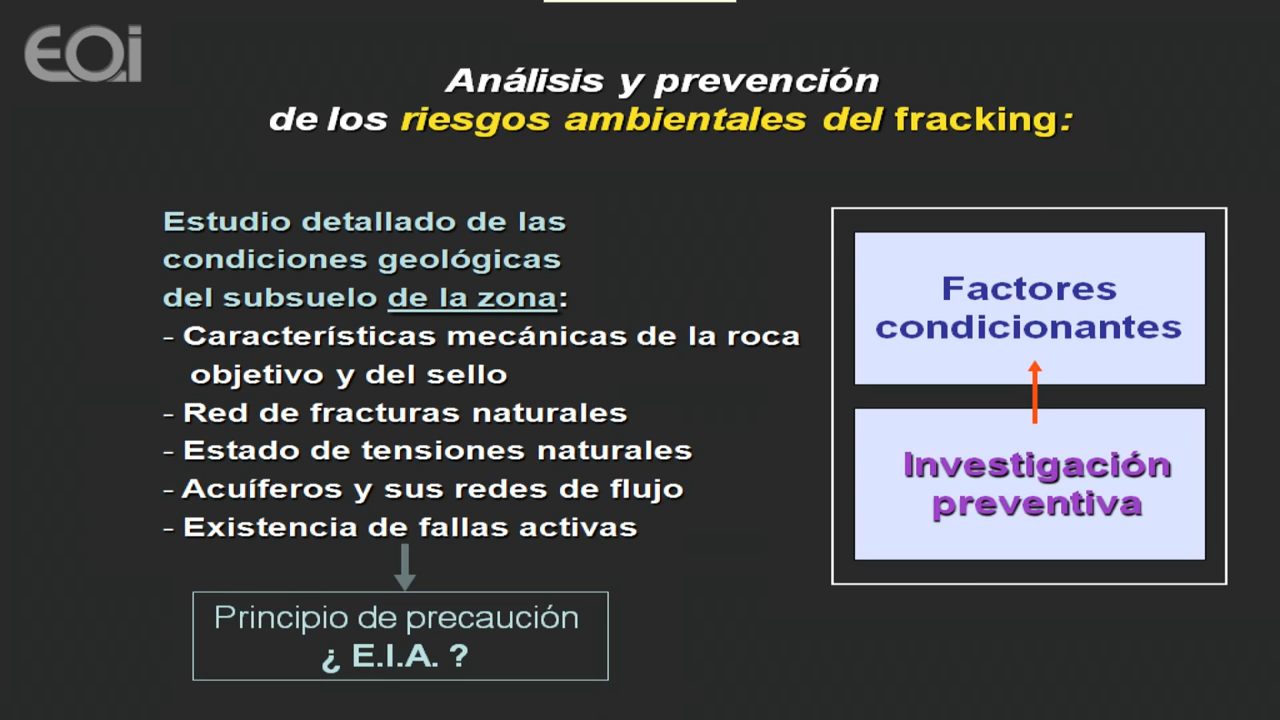 EOi
Análisis y prevención
de los riesgos ambientales del fracking:
Estudio detallado de las
condiciones geológicas
del subsuelo de la zona:
- Características mecánicas de la roca
objetivo y del sello
- Red de fracturas naturales
- Estado de tensiones naturales
- Acuíferos y sus redes de flujo
- Existencia de fallas activas
Principio de precaución
¿ E.I.A. ?
Factores
condicionantes
Investigación
preventiva